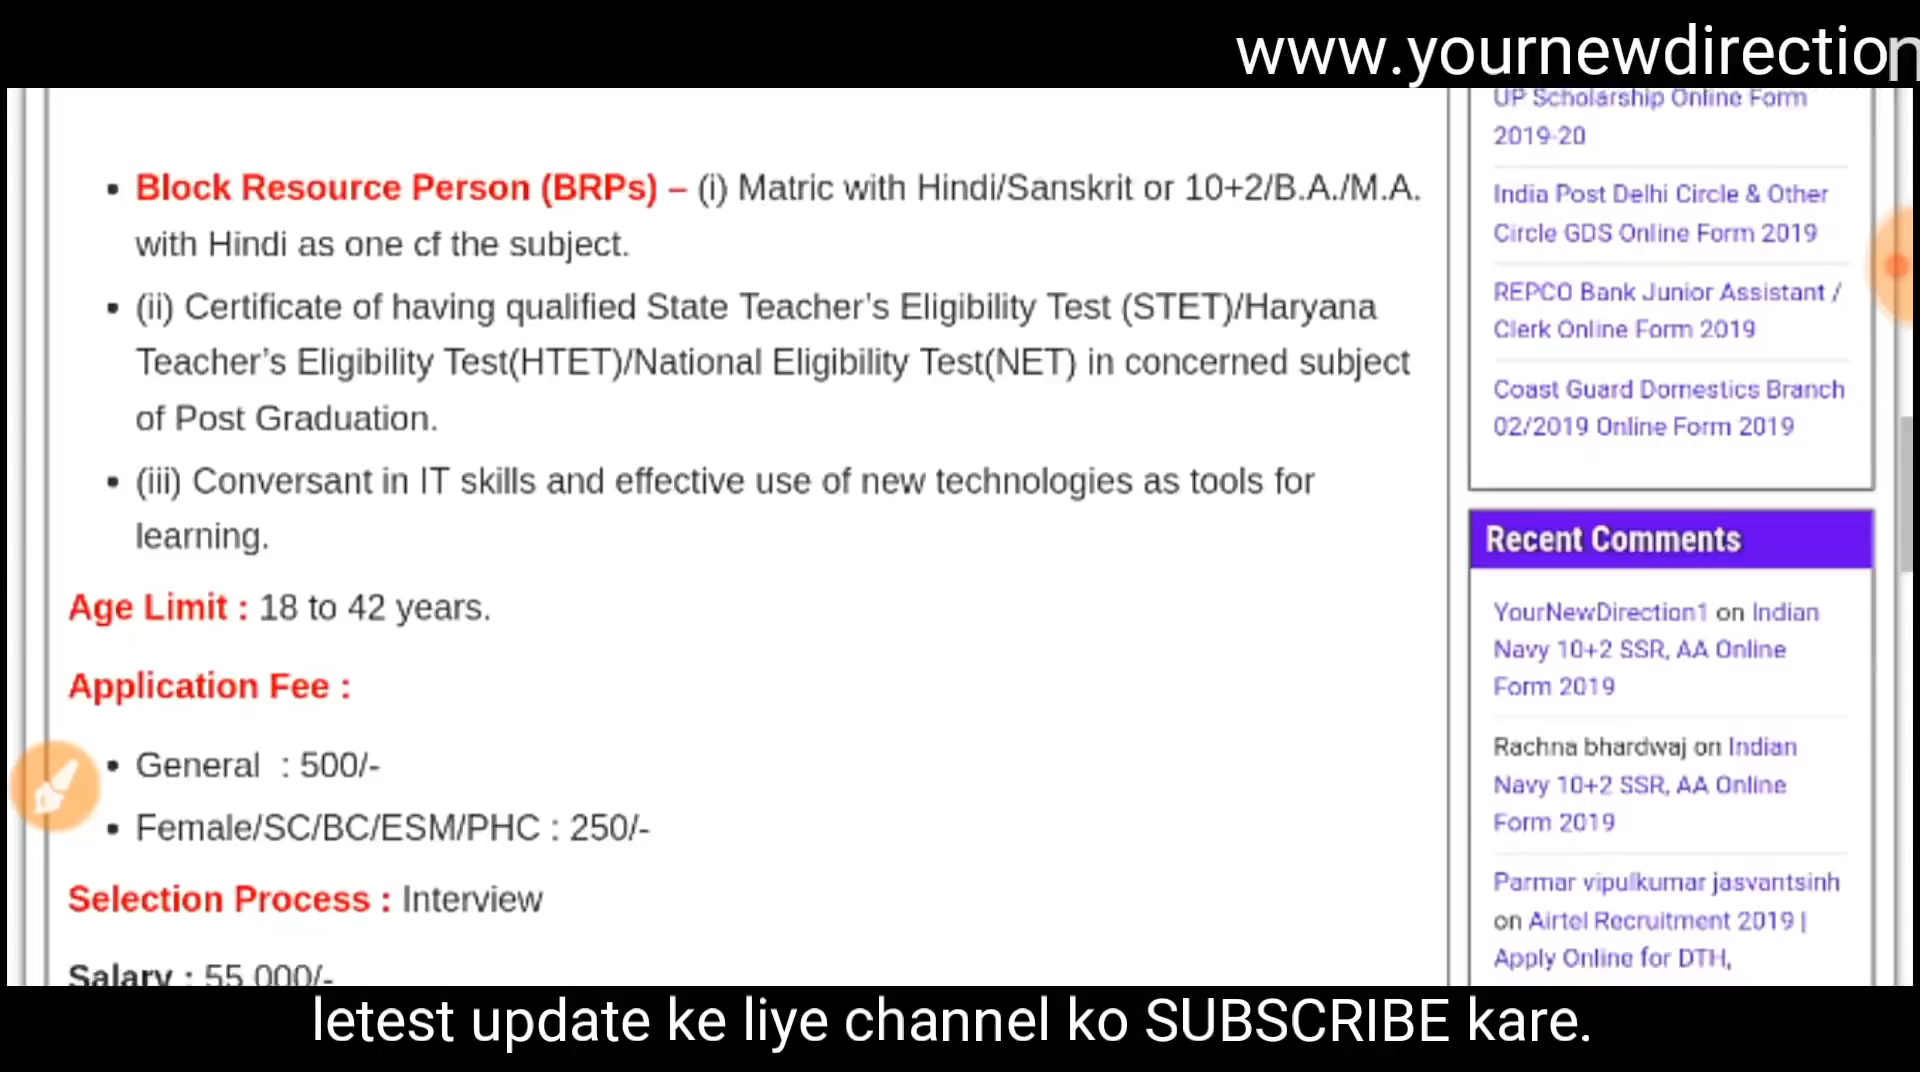 www.yournewdirection
• Block Resource Person (BRPs) – (i) Matric with Hindi/Sanskrit or 10+2/B.A./M.A.
with Hindi as one cf the subject.
• (ii) Certificate of having qualified State Teacher's Eligibility Test (STET)/Haryana
Teacher's Eligibility Test(HTET)/National Eligibility Test(NET) in concerned subject
of Post Graduation.
• (iii) Conversant in IT skills and effective use of new technologies as tools for
learning.
Age Limit : 18 to 42 years.
Application Fee :
• General : 500/-
• Female/SC/BC/ESM/PHC : 250/-
Selection Process : Interview
Salary : 55,000/-
UP Scholarship Online Form
2019-20
India Post Delhi Circle & Other
Circle GDS Online Form 2019
REPCO Bank Junior Assistant /
Clerk Online Form 2019
Coast Guard Domestics Branch
02/2019 Online Form 2019
Recent Comments
YourNewDirection1 on Indian
Navy 10+2 SSR, AA Online
Form 2019
Rachna bhardwaj on Indian
Navy 10+2 SSR, AA Online
Form 2019
Parmar vipulkumar jasvantsinh
on Airtel Recruitment 2019 |
Apply Online for DTH,
letest update ke liye channel ko SUBSCRIBE kare.